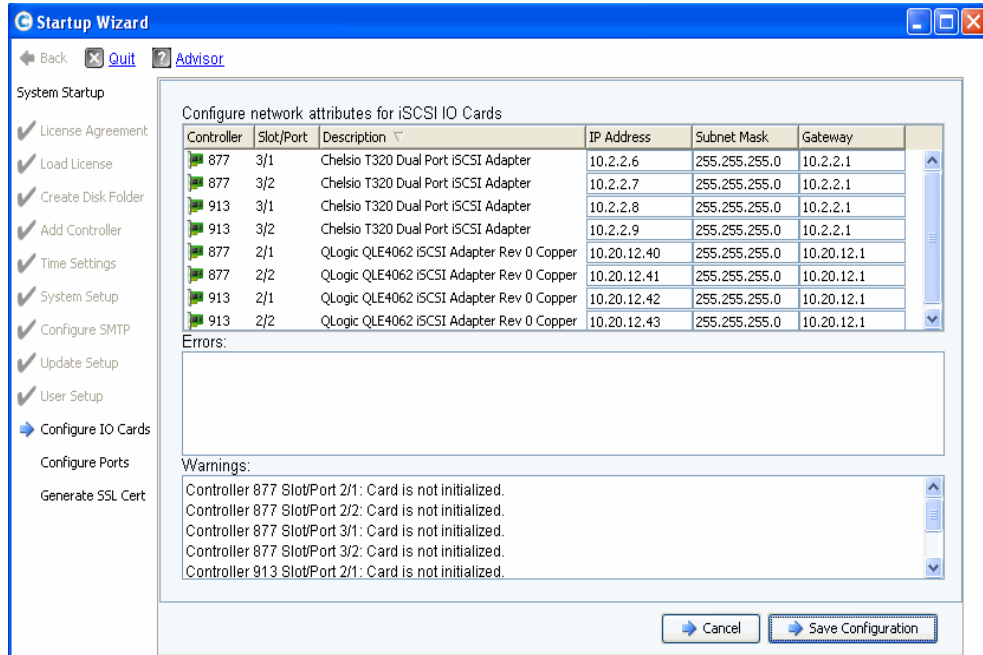 Startup Wizard
Back Quit ? Advisor
System Startup
License Agreement
Load License
Create Disk Folder
Add Controller
Time Settings
System Setup
Configure SMTP
Update Setup
User Setup
Configure IO Cards
Configure Ports
Generate SSL Cert
Configure network attributes for iSCSI IO Cards
Controller Slot/Port Description IP Address Subnet Mask Gateway
877 3/1 Chelsio T320 Dual Port iSCSI Adapter 10.2.2.6 255.255.255.0 10.2.2.1
877 3/2 Chelsio T320 Dual Port iSCSI Adapter 10.2.2.7 255.255.255.0 10.2.2.1
913 3/1 Chelsio T320 Dual Port iSCSI Adapter 10.2.2.8 255.255.255.0 10.2.2.1
913 3/2 Chelsio T320 Dual Port iSCSI Adapter 10.2.2.9 255.255.255.0 10.2.2.1
877 2/1 QLogic QLE4062 iSCSI Adapter Rev 0 Copper 10.20.12.40 255.255.255.0 10.20.12.1
877 2/2 QLogic QLE4062 iSCSI Adapter Rev 0 Copper 10.20.12.41 255.255.255.0 10.20.12.1
913 2/1 QLogic QLE4062 iSCSI Adapter Rev 0 Copper 10.20.12.42 255.255.255.0 10.20.12.1
913 2/2 QLogic QLE4062 iSCSI Adapter Rev 0 Copper 10.20.12.43 255.255.255.0 10.20.12.1
Errors:
Warnings:
Controller 877 Slot/Port 2/1: Card is not initialized.
Controller 877 Slot/Port 2/2: Card is not initialized.
Controller 877 Slot/Port 3/1: Card is not initialized.
Controller 877 Slot/Port 3/2: Card is not initialized.
Controller 913 Slot/Port 2/1: Card is not initialized.
Cancel Save Configuration